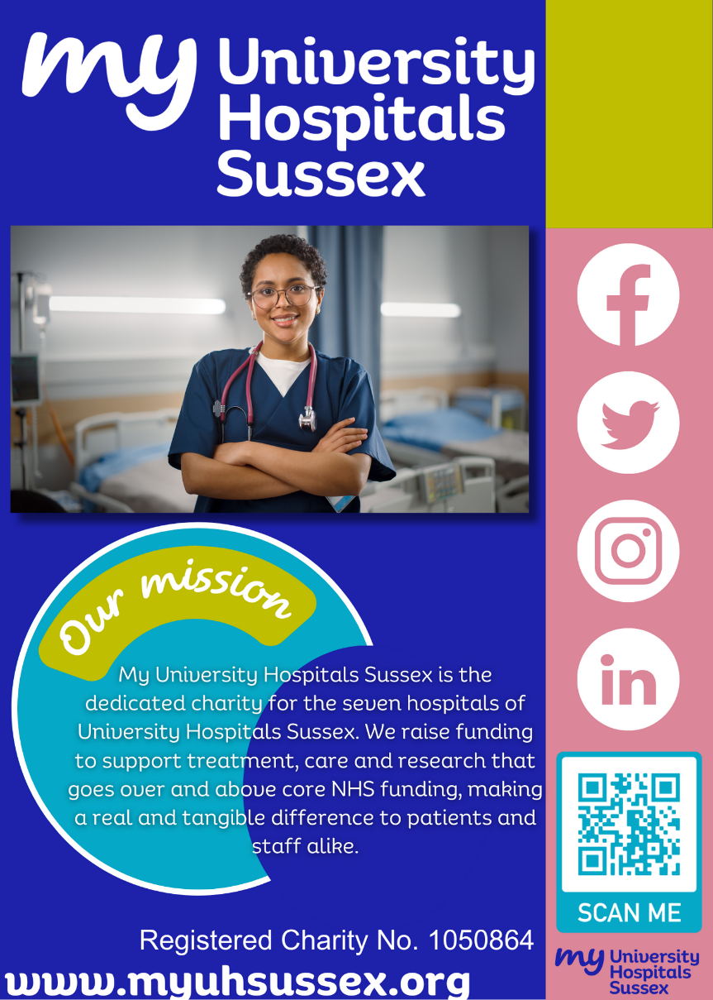 my University
Hospitals
Sussex
Our mission
My University Hospitals Sussex is the
dedicated charity for the seven hospitals of
University Hospitals Sussex. We raise funding
to support treatment, care and research that
goes over and above core NHS funding, making
a real and tangible difference to patients and
staff alike.
Registered Charity No. 1050864
www.myuhsussex.org
f
in
SCAN ME
my University
Hospitals
Sussex